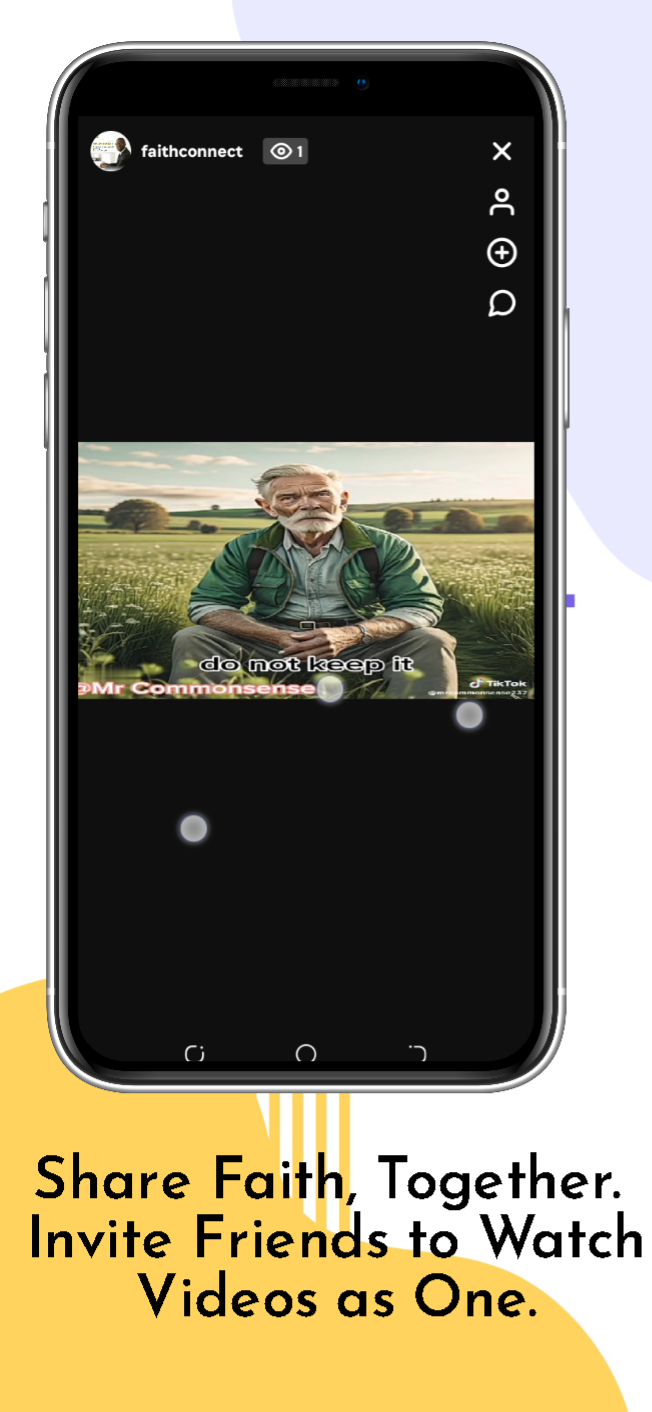 faithconnect 1
do not keep it
@Mr Commonsense
TikTok
Share Faith, Together.
Invite Friends to Watch
Videos as One.